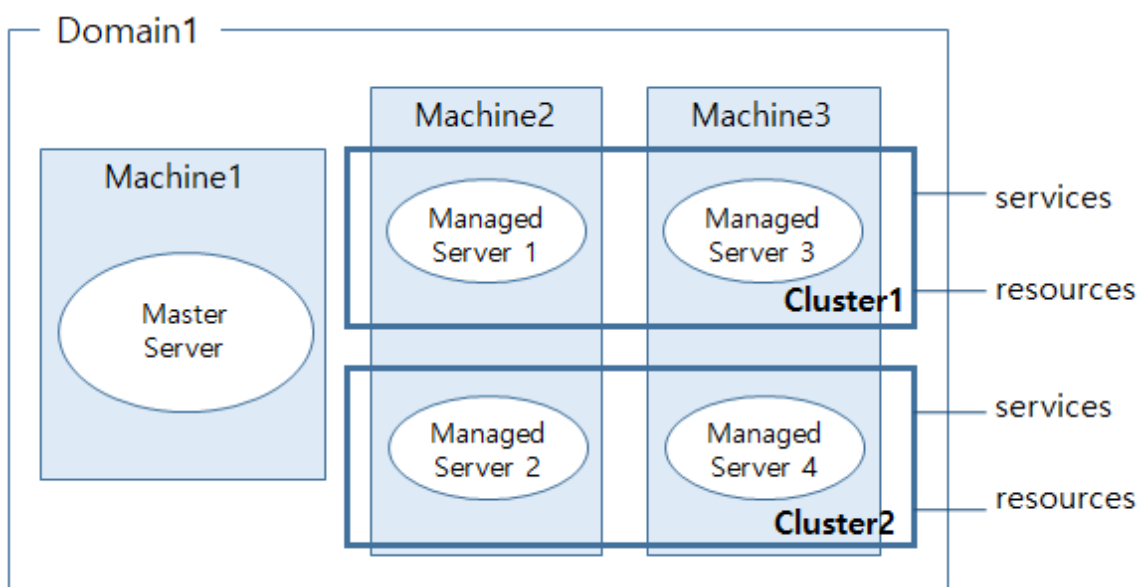 Domain1
Machine1
Master
Server
Machine2
Machine3
Managed
Server 1
Managed
Server 3
Cluster1
services
resources
Managed
Server 2
Managed
Server 4
Cluster2
services
resources